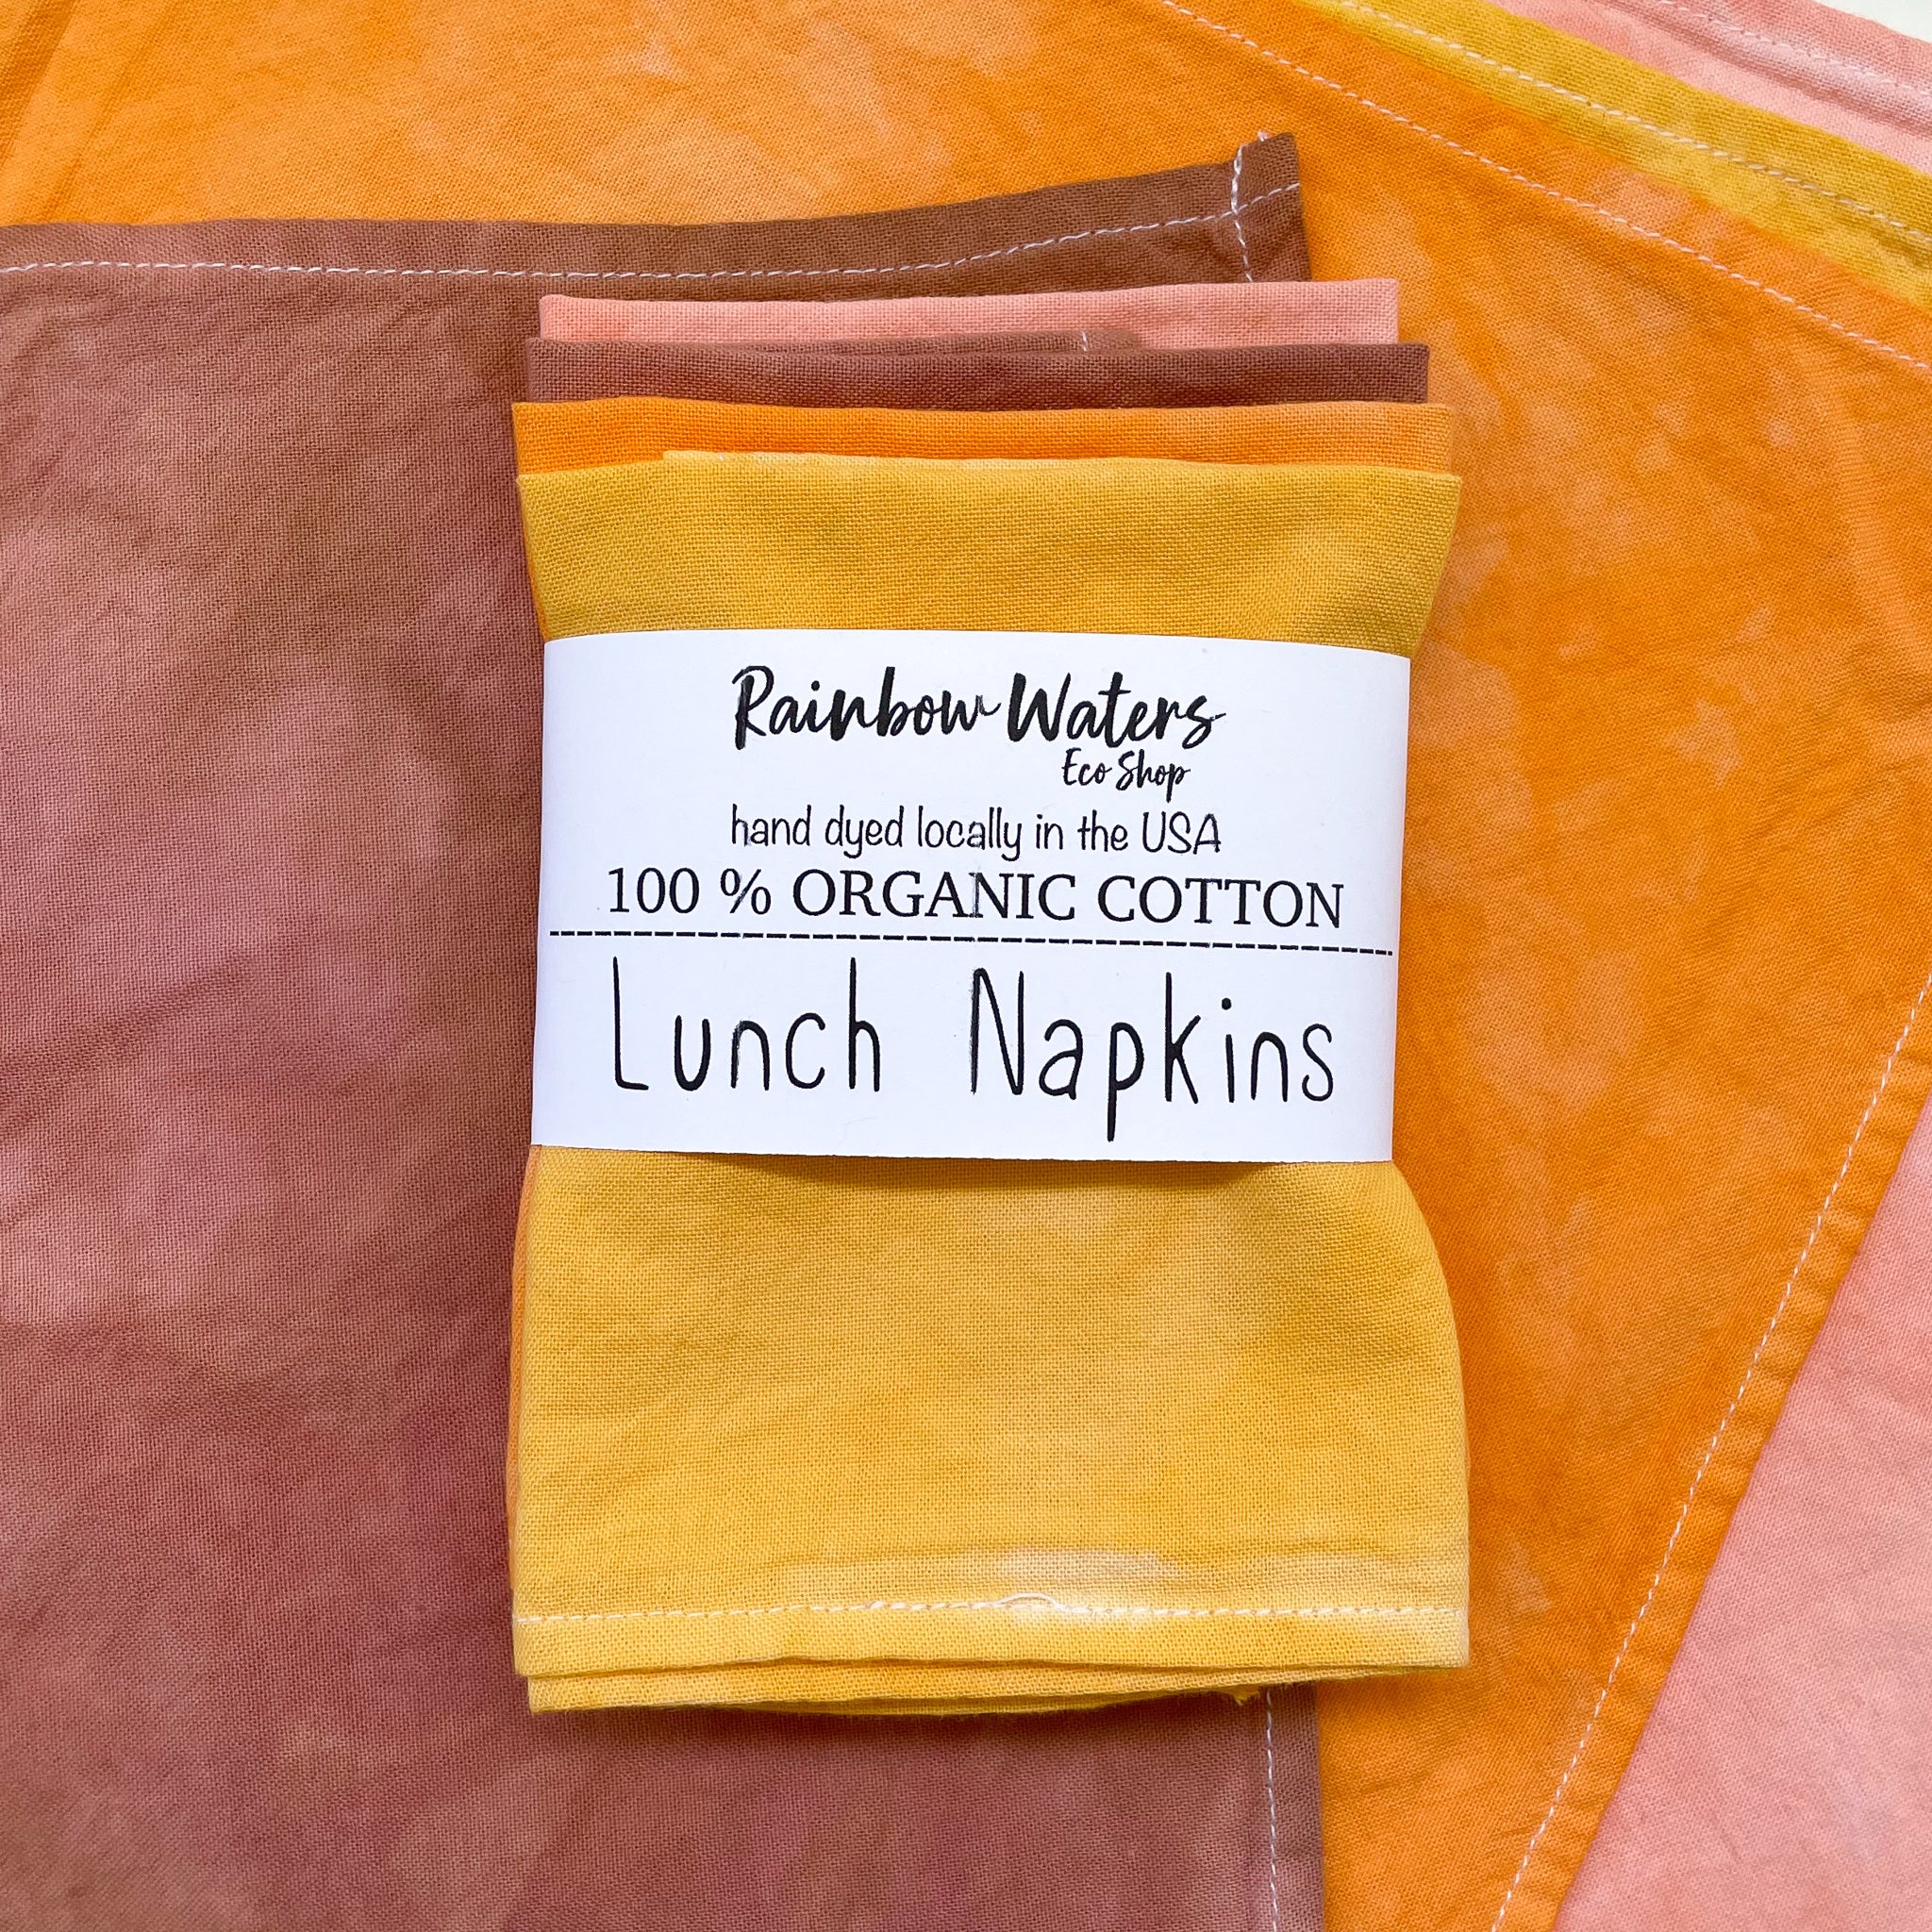 Rainbow Waters
Eco Shop
hand dyed locally in the USA
100 % ORGANIC COTTON
Lunch Napkins